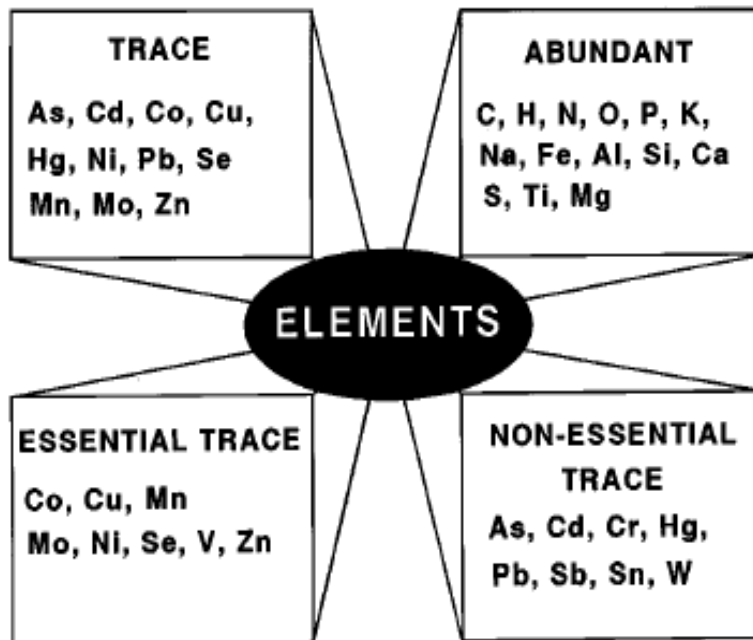 TRACE
As, Cd, Co, Cu,
Hg, Ni, Pb, Se
Mn, Mo, Zn
ABUNDANT
C, H, N, O, P, K,
Na, Fe, Al, Si, Ca
S, Ti, Mg
ELEMENTS
ESSENTIAL TRACE
Co, Cu, Mn
Mo, Ni, Se, V, Zn
NON-ESSENTIAL
TRACE
As, Cd, Cr, Hg,
Pb, Sb, Sn, W